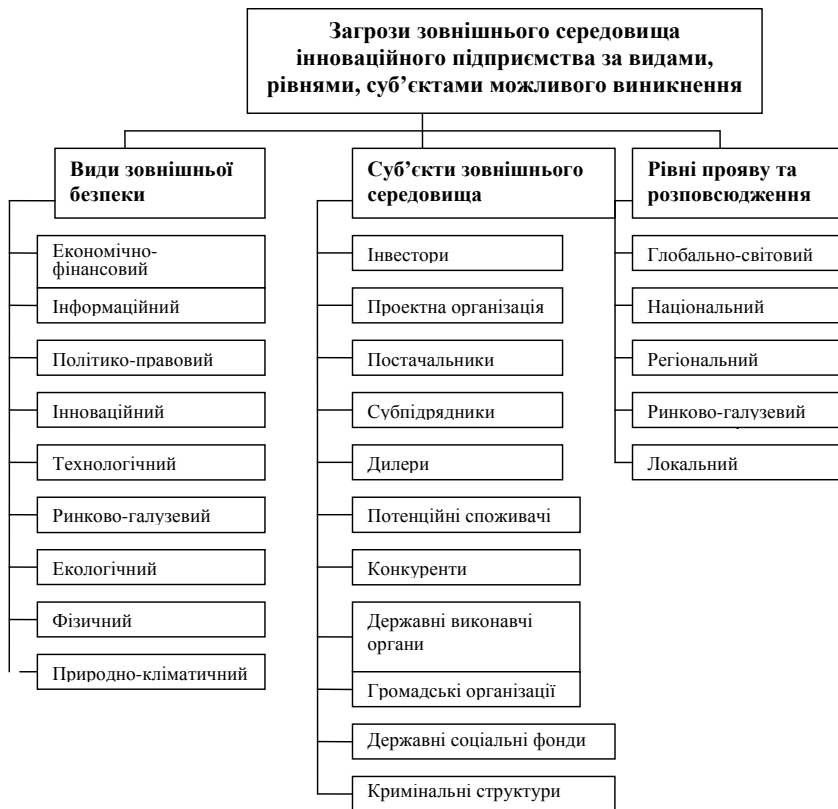 Загрози зовнішнього середовища
інноваційного підприємства за видами,
рівнями, суб’єктами можливого виникнення
Види зовнішньої
безпеки
Економічно-
фінансовий
Інформаційний
Політико-правовий
Інноваційний
Технологічний
Ринково-галузевий
Екологічний
Фізичний
Природно-кліматичний
Суб’єкти зовнішнього
середовища
Інвестори
Проектна організація
Постачальники
Субпідрядники
Дилери
Потенційні споживачі
Конкуренти
Державні виконавчі
органи
Громадські організації
Державні соціальні фонди
Кримінальні структури
Рівні прояву та
розповсюдження
Глобально-світовий
Національний
Регіональний
Ринково-галузевий
Локальний